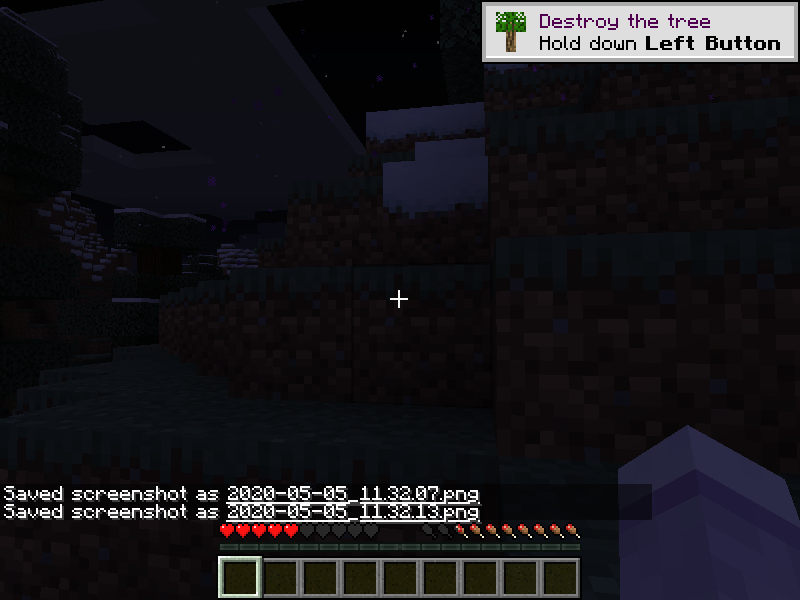 Destroy the tree
Hold down Left Button
Saved screenshot as 2020-05-05_11.32.07.png
Saved screenshot as 2020-05-05_11.32.13.png